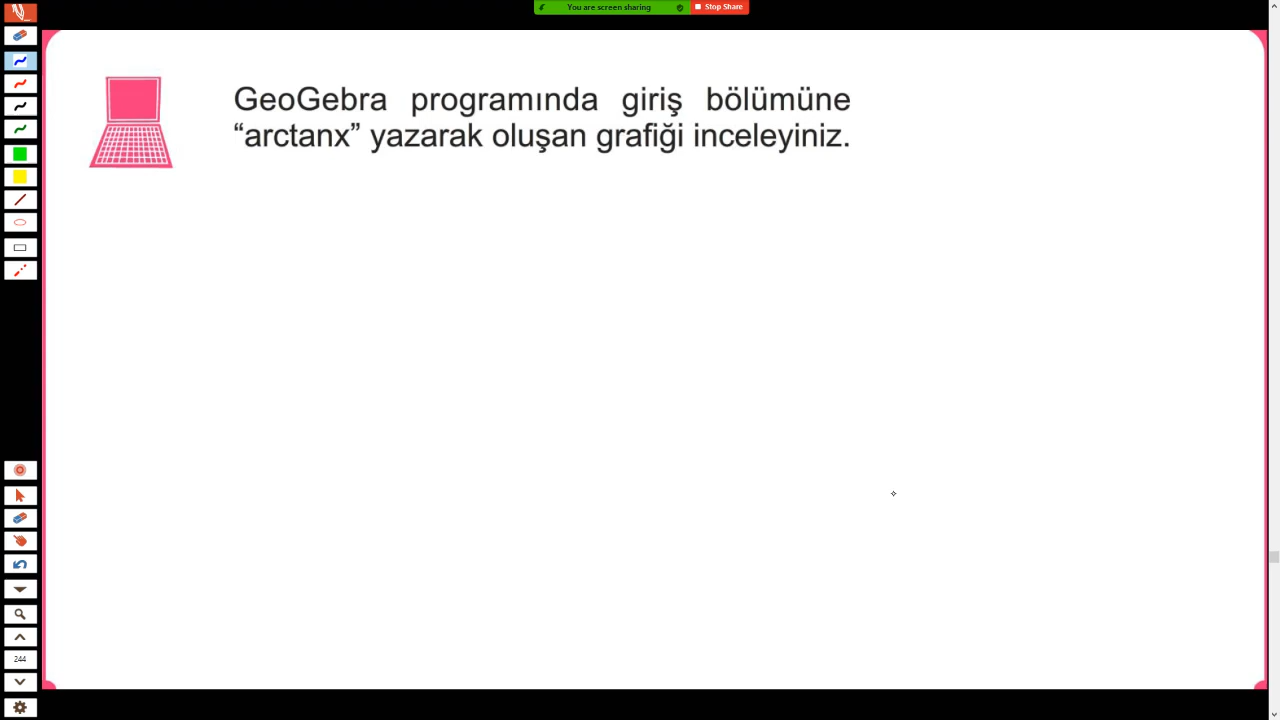 You are screen sharing
Stop Share
GeoGebra programında giriş bölümüne
“arctanx” yazarak oluşan grafiği inceleyiniz.
244